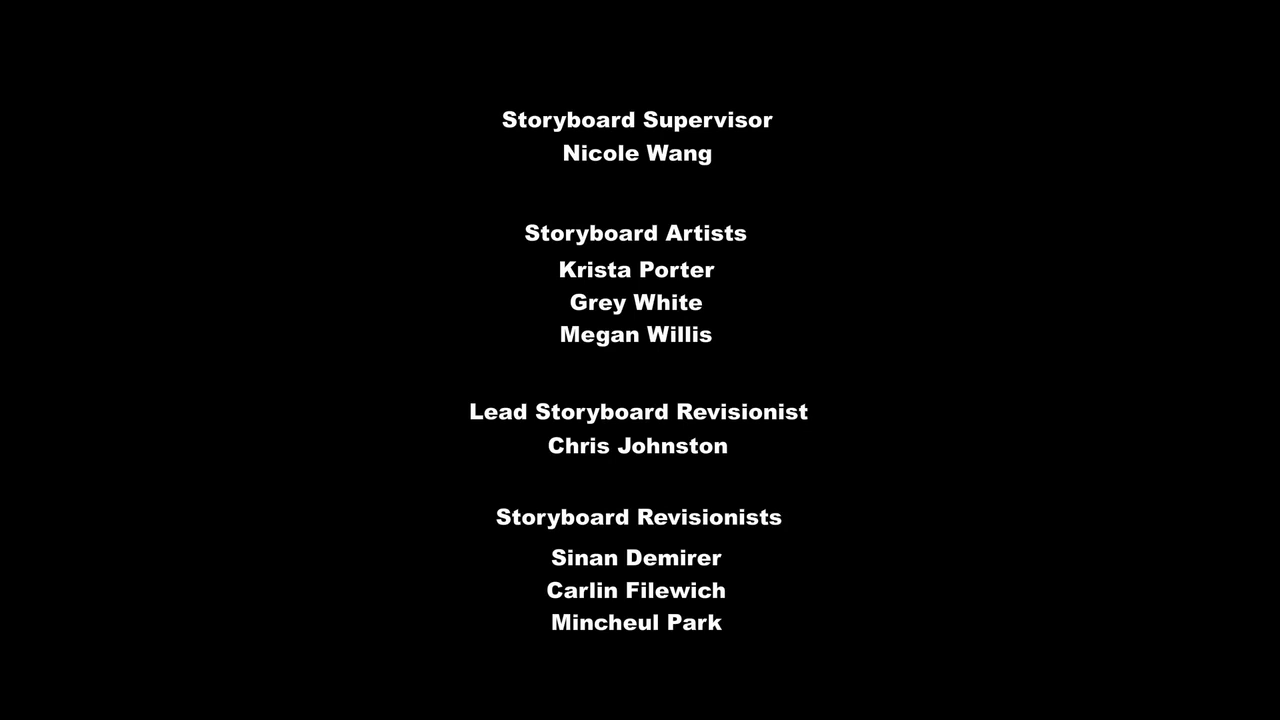 Storyboard Supervisor
Nicole Wang
Storyboard Artists
Krista Porter
Grey White
Megan Willis
Lead Storyboard Revisionist
Chris Johnston
Storyboard Revisionists
Sinan Demirer
Carlin Filewich
Mincheul Park